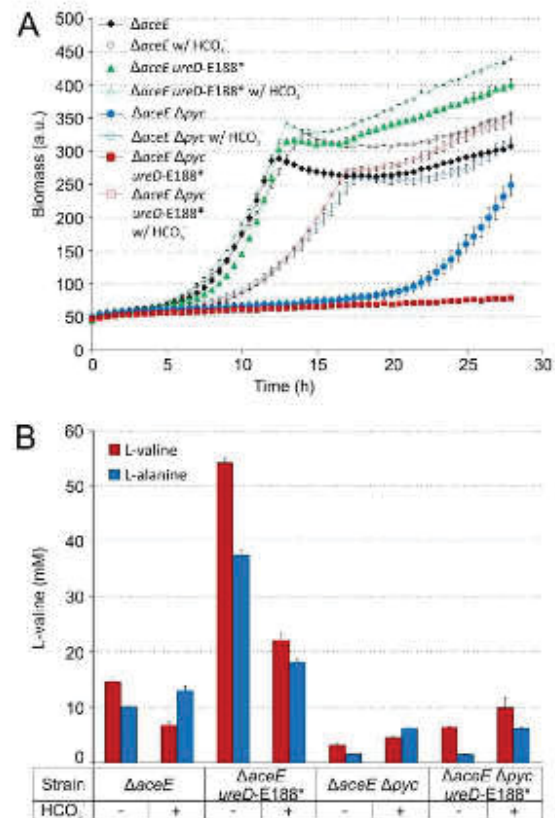 A
500
450
400
350
300
250
200
150
100
50
0
Biomass (a.u.)
0 5 10 15 20 25 30
Time (h)
ΔaceE
ΔaceE w/ HCO₃
ΔaceE ureD-E188*
ΔaceE ureD-E188* w/ HCO₃
ΔaceE Δpyc
ΔaceE Δpyc w/ HCO₃
ΔaceE Δpyc
ureD-E188*
ΔaceE Δpyc
ureD-E188*
w/ HCO₃
B
60
50
40
30
20
10
0
L-valine (mM)
L-valine
L-alanine
Strain ΔaceE ΔaceE ureD-E188* ΔaceE Δpyc ΔaceE Δpyc ureD-E188*
HCO₃ - + - + - + - +